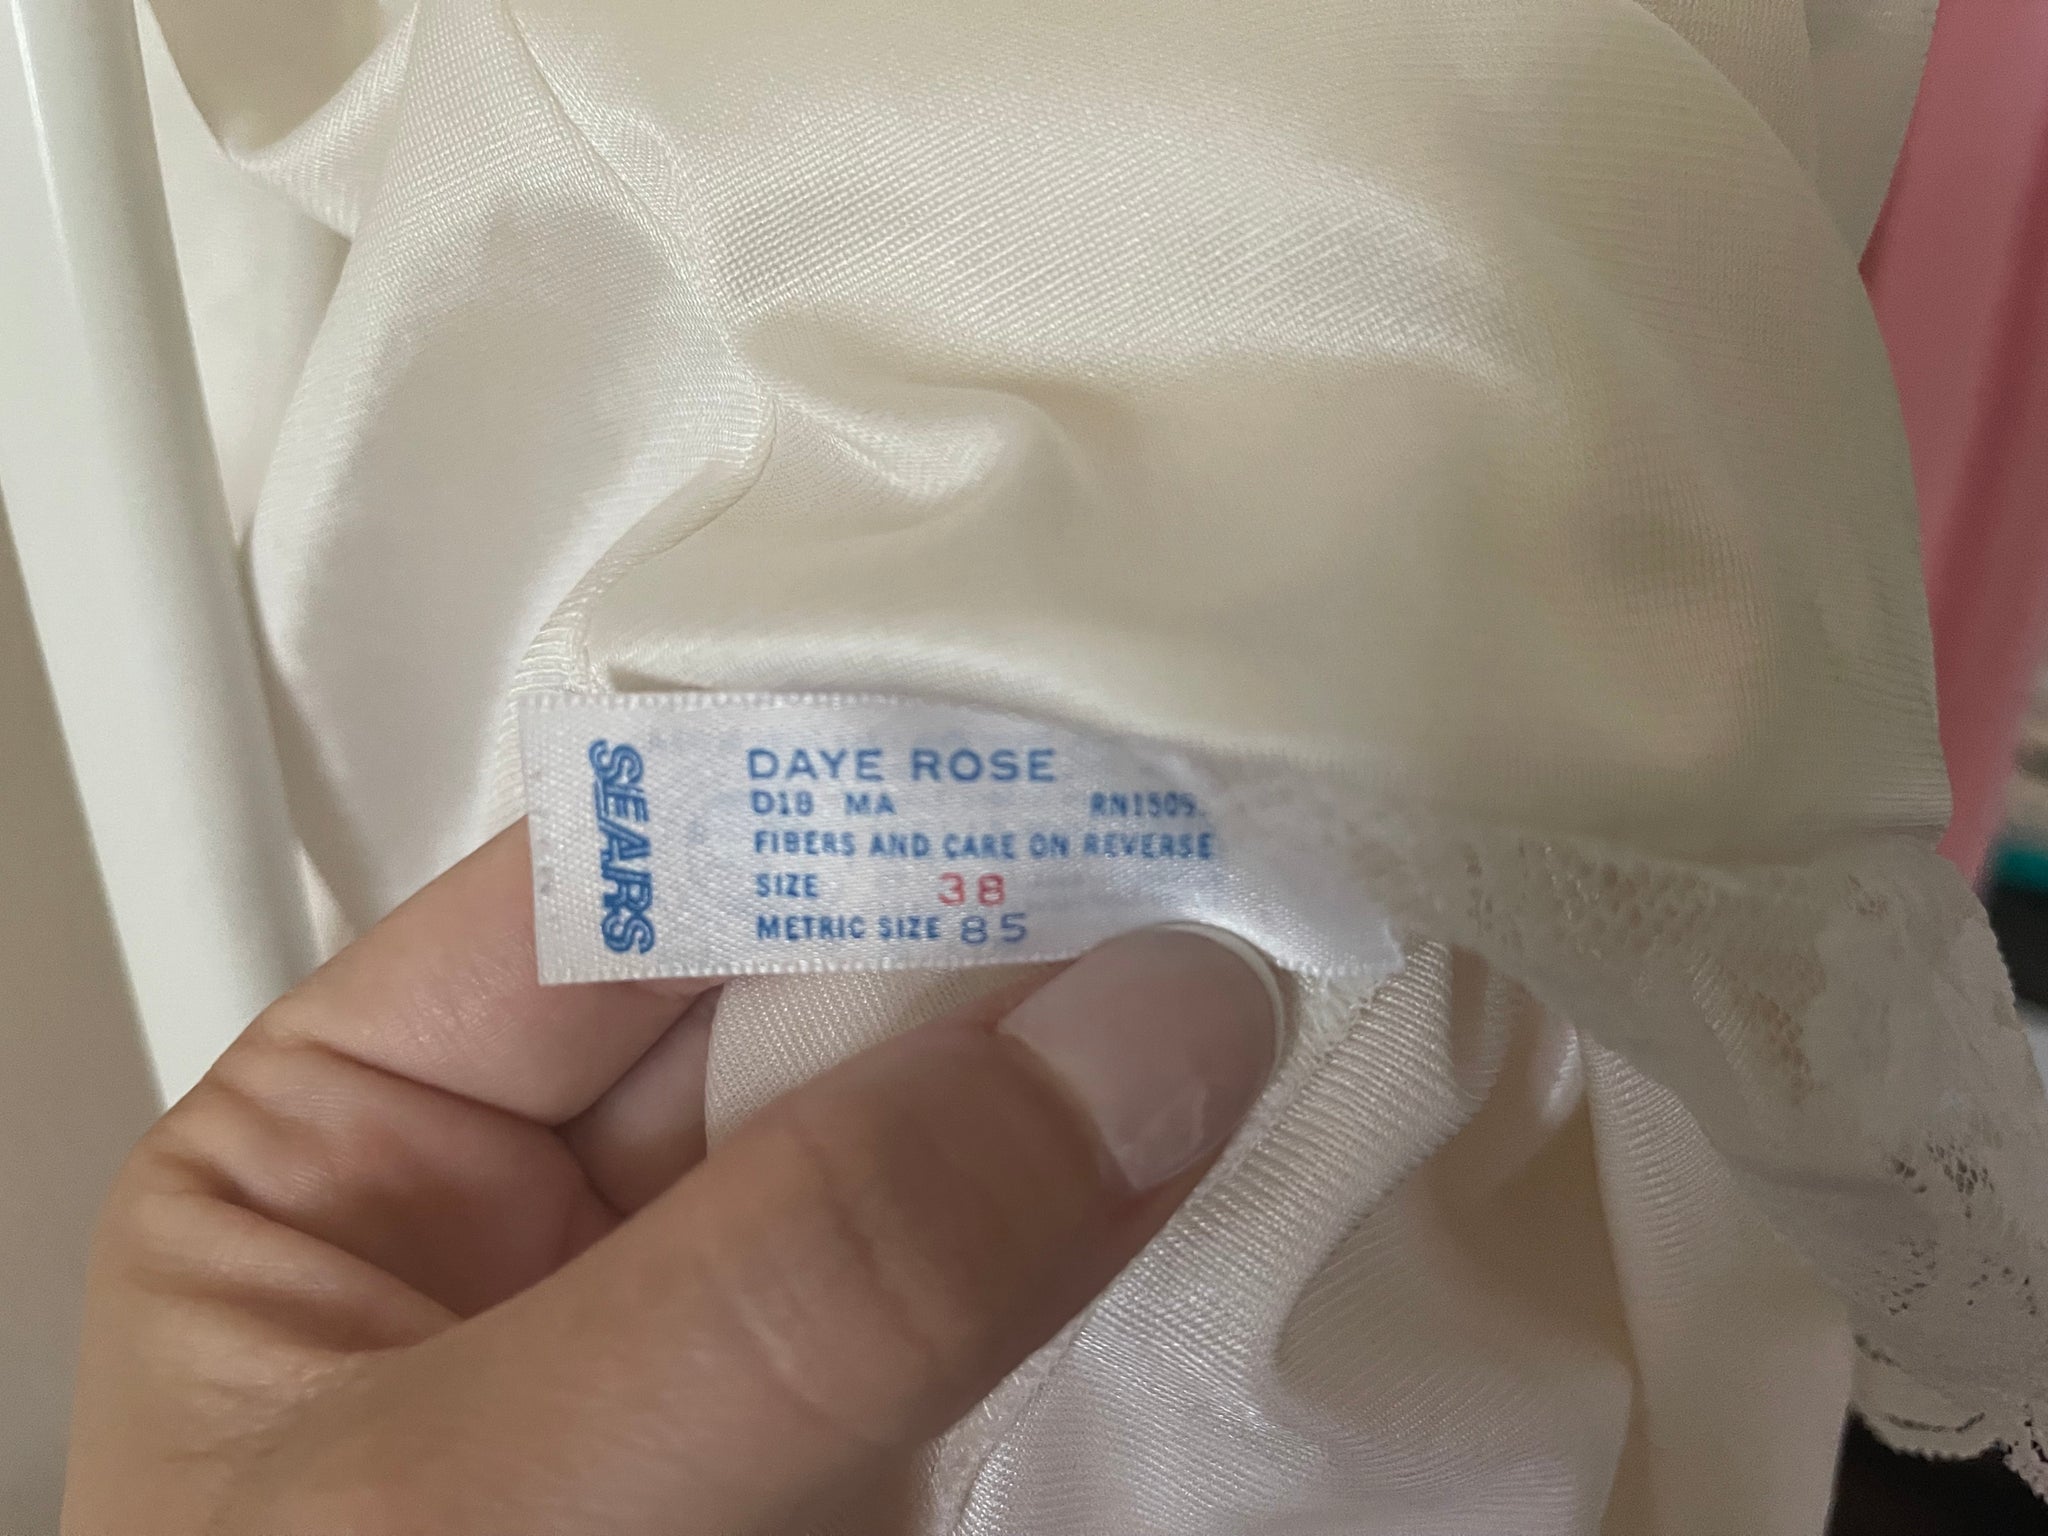 SEARS
DAYE ROSE
D18 MA
FIBERS AND CARE ON REVERSE
SIZE 38
METRIC SIZE 85